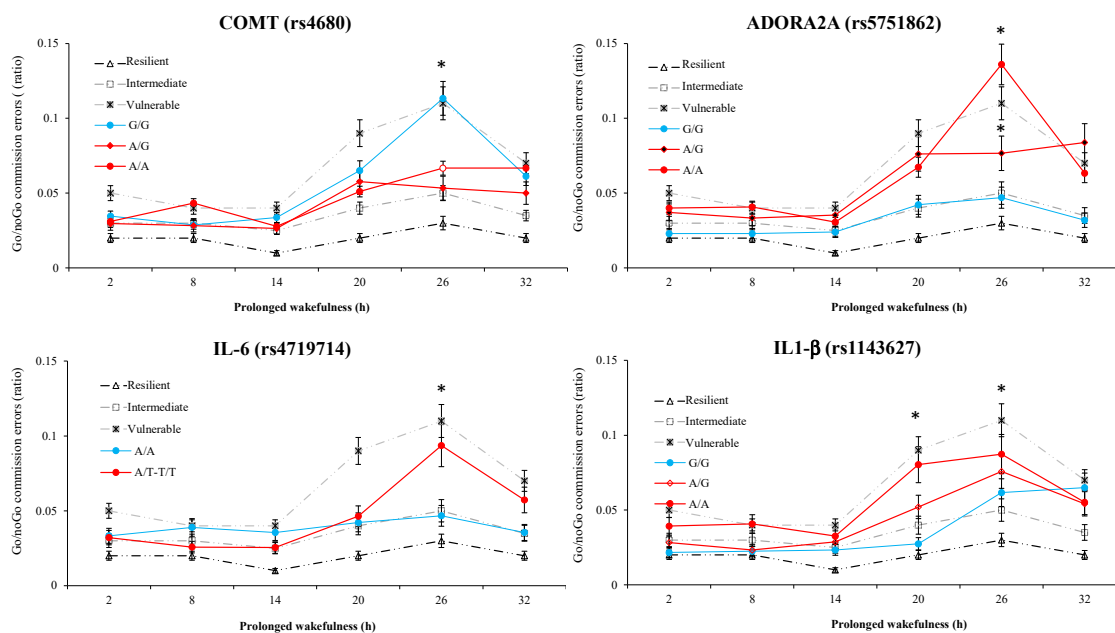 COMT (rs4680)
Go/noGo commission errors ( (ratio)
0.15
0.1
0.05
0
Resilient
Intermediate
Vulnerable
G/G
A/G
A/A
*
2 8 14 20 26 32
Prolonged wakefulness (h)
ADORA2A (rs5751862)
Go/noGo commission errors (ratio)
0.15
0.1
0.05
0
Resilient
Intermediate
Vulnerable
G/G
A/G
A/A
*
*
2 8 14 20 26 32
Prolonged wakefulness (h)
IL-6 (rs4719714)
Go/noGo commission errors (ratio)
0.15
0.1
0.05
0
Resilient
Intermediate
Vulnerable
A/A
A/T-T/T
*
2 8 14 20 26 32
Prolonged wakefulness (h)
IL1-β (rs1143627)
Go/noGo commission errors (ratio)
0.15
0.1
0.05
0
Resilient
Intermediate
Vulnerable
G/G
A/G
A/A
*
*
2 8 14 20 26 32
Prolonged wakefulness (h)